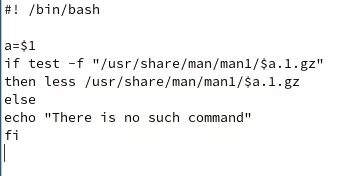 #! /bin/bash

a=$1
if test -f "/usr/share/man/man1/$a.1.gz"
then less /usr/share/man/man1/$a.1.gz
else
echo "There is no such command"
fi